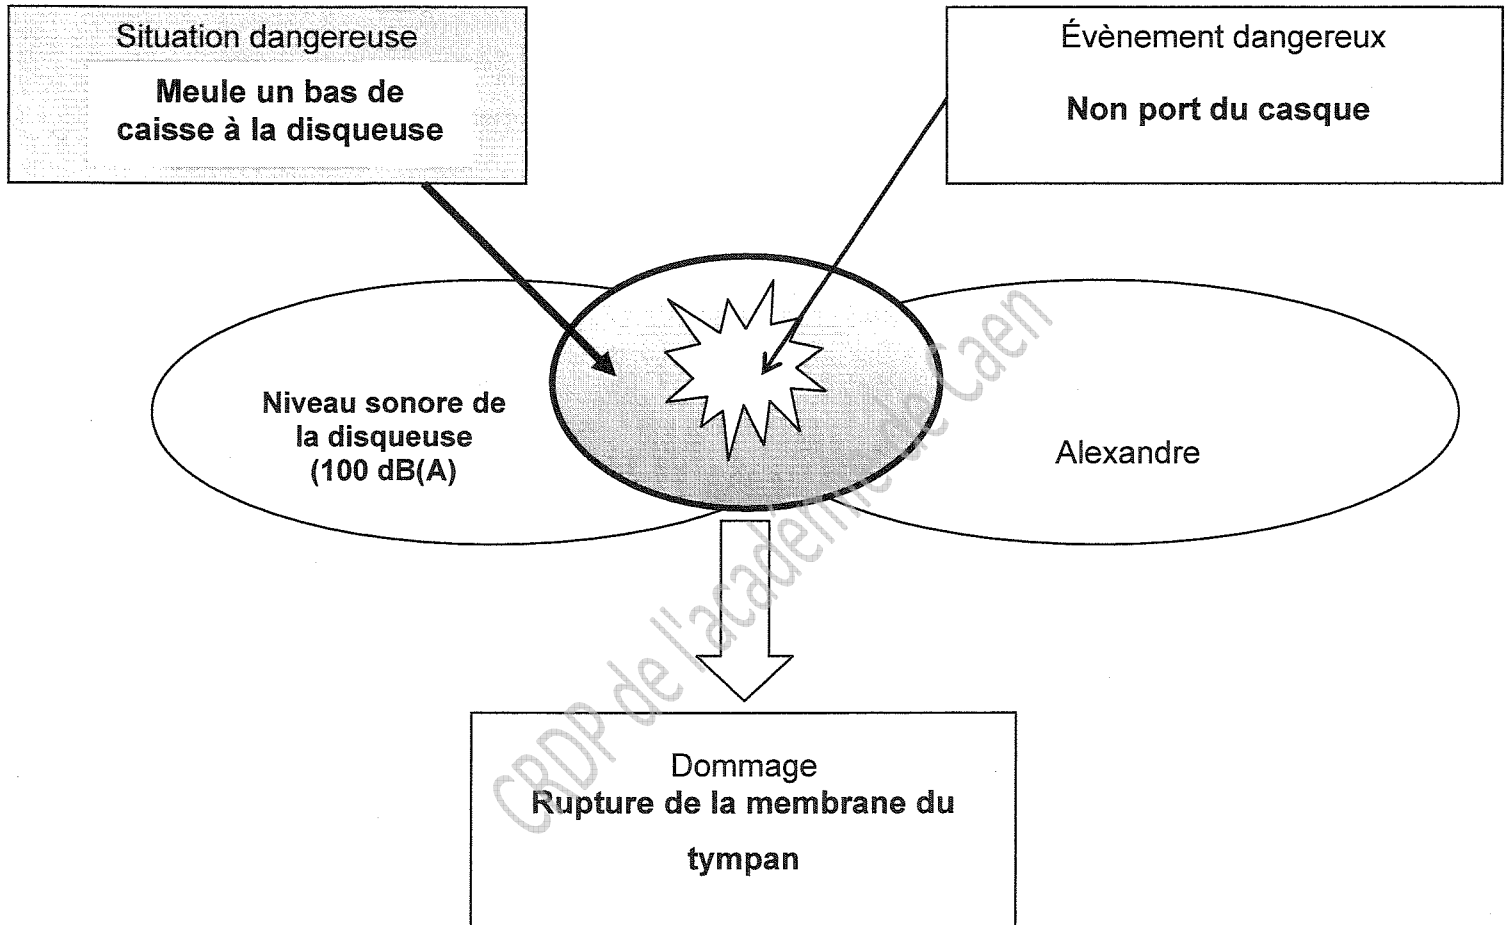 Situation dangereuse
Meule un bas de
caisse à la disqueuse
Évènement dangereux
Non port du casque
Niveau sonore de
la disqueuse
(100 dB(A)
Alexandre
CRDP de l'académie de Caen
Dommage
Rupture de la membrane du
tympan